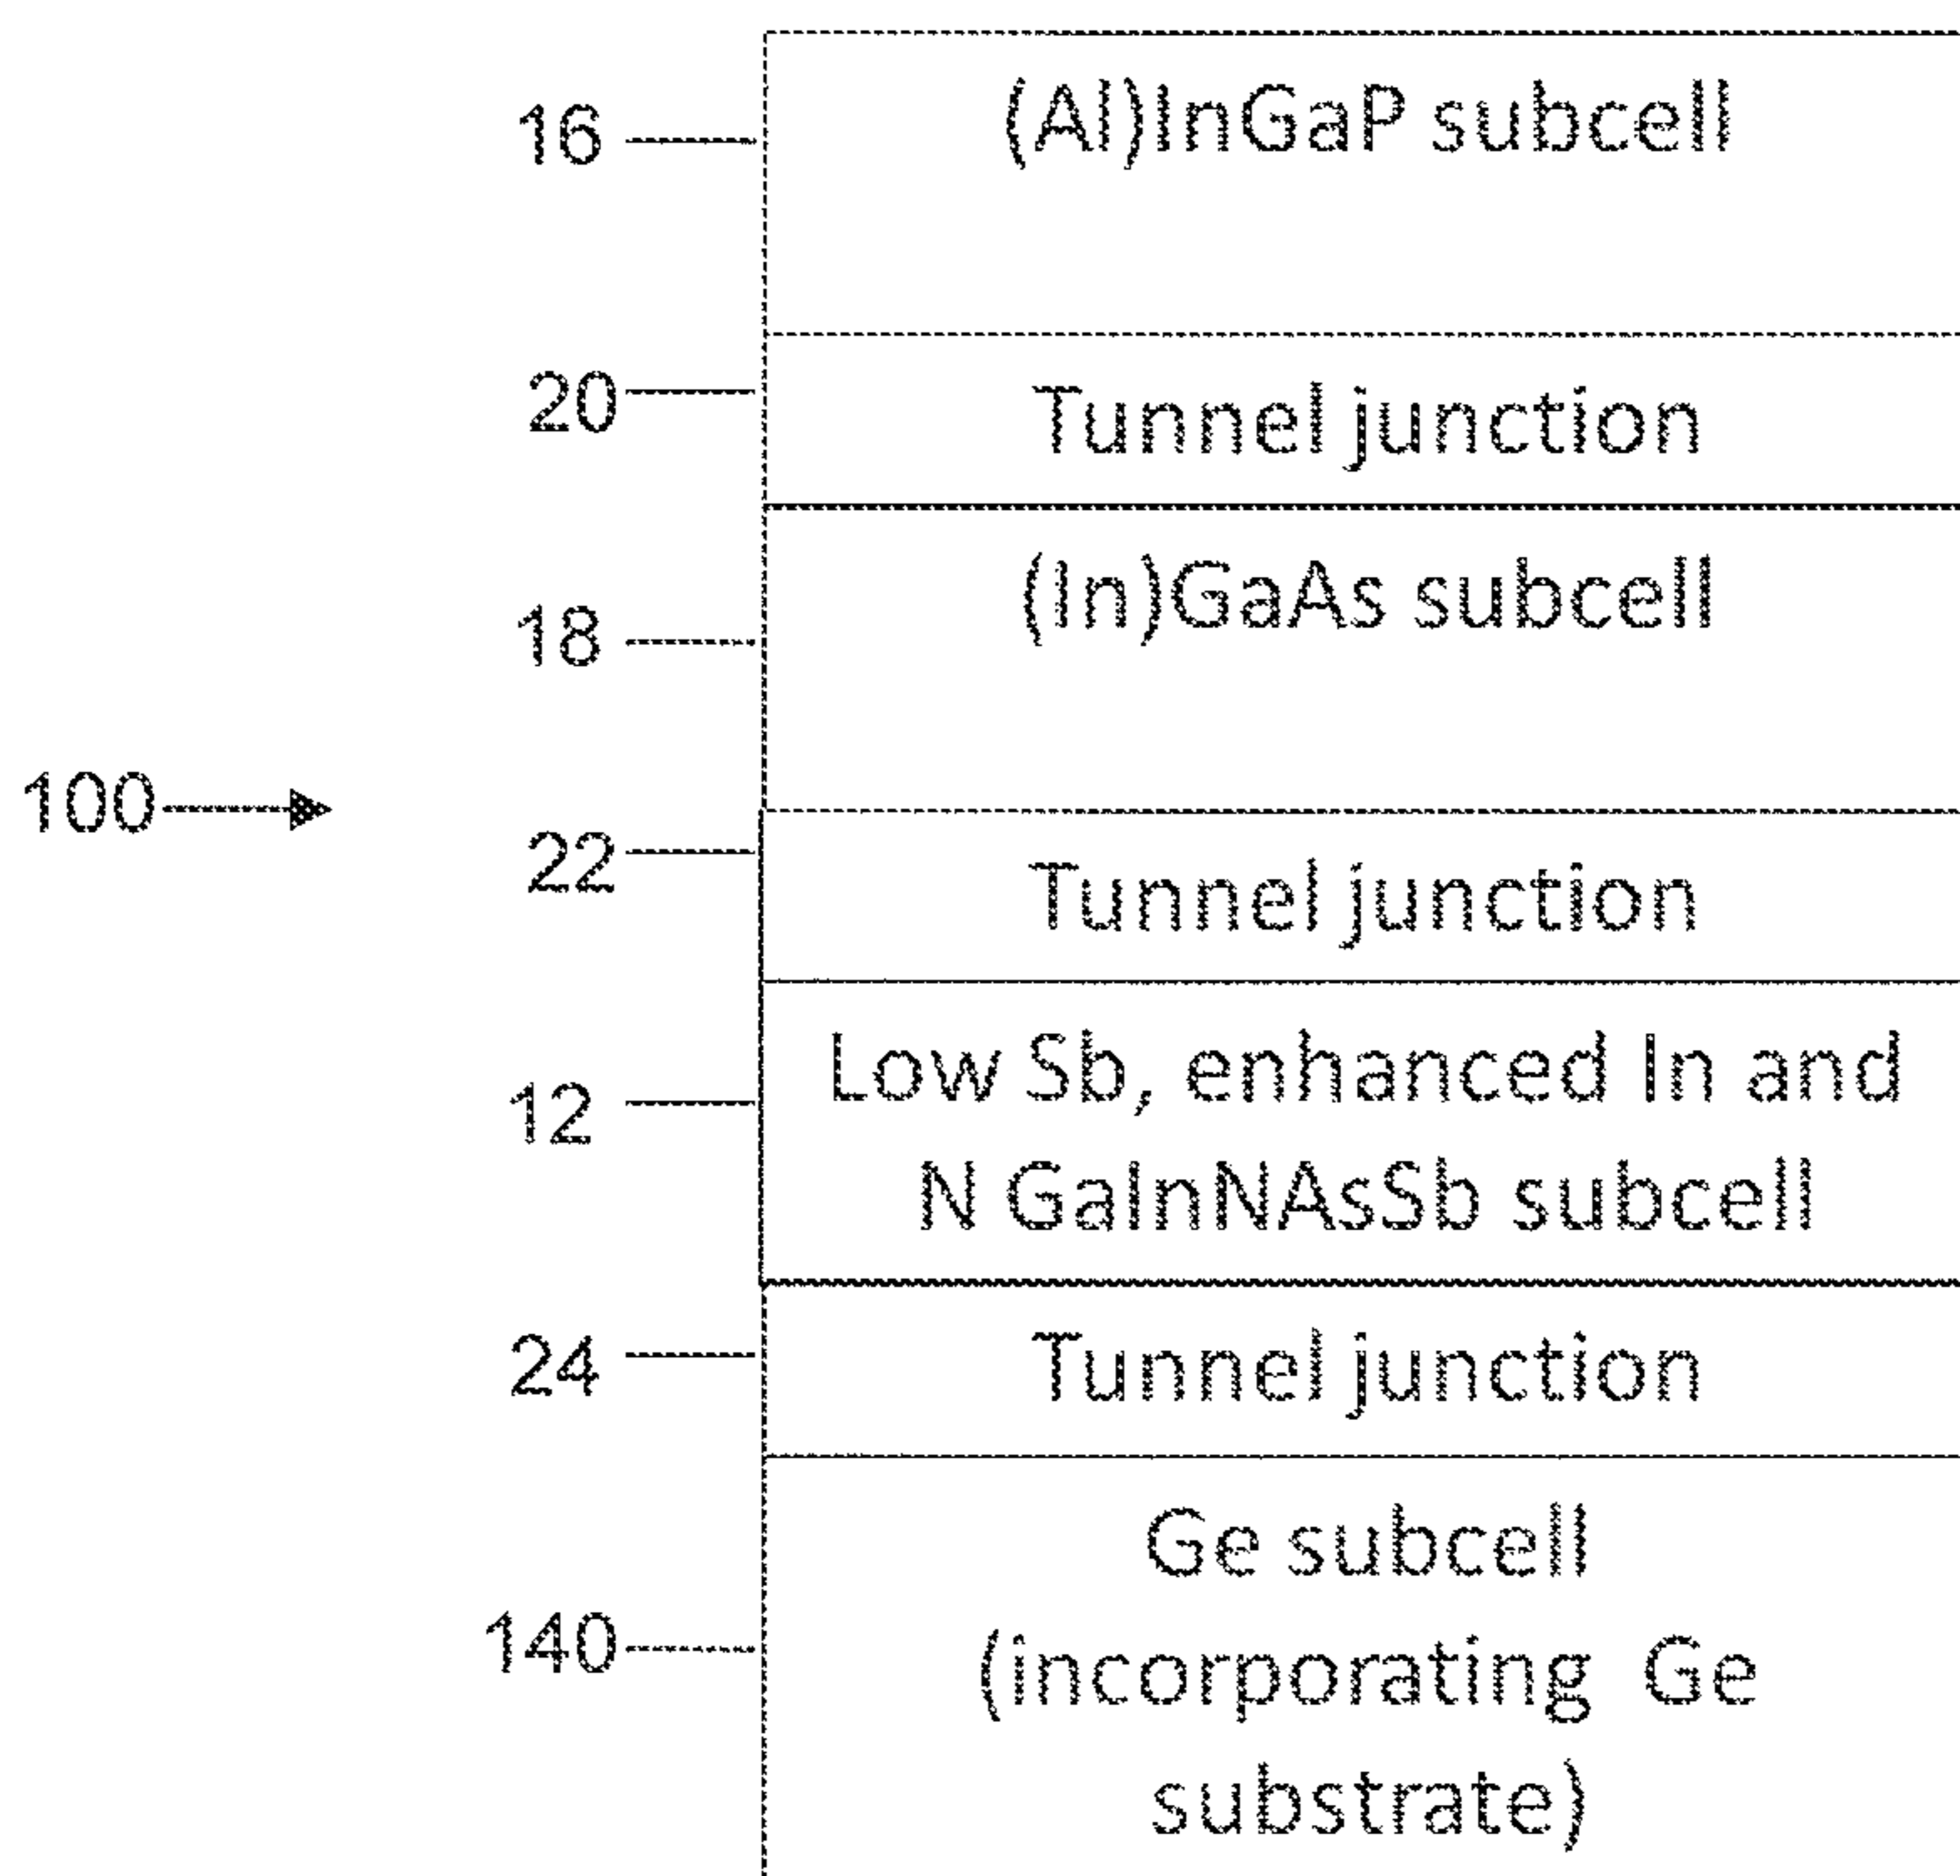 16
(Al)InGaP subcell
20
Tunnel junction
18
(In)GaAs subcell
100
22
Tunnel junction
12
Low Sb, enhanced In and
N GaInNAsSb subcell
24
Tunnel junction
140
Ge subcell
(incorporating Ge
substrate)